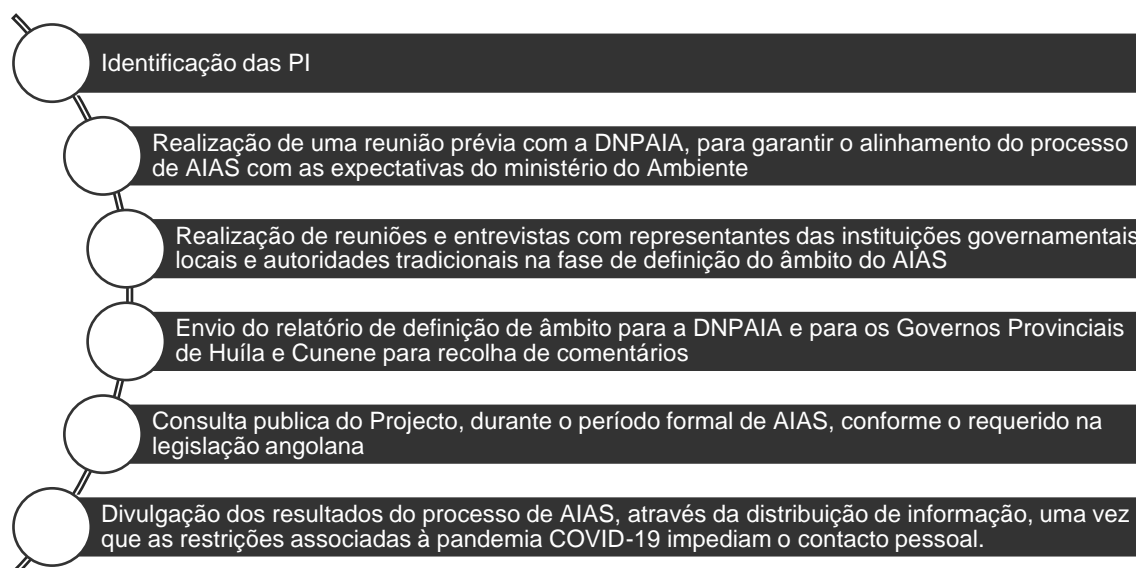 Identificação das PI
Realização de uma reunião prévia com a DNPAIA, para garantir o alinhamento do processo
de AIAS com as expectativas do ministério do Ambiente
Realização de reuniões e entrevistas com representantes das instituições governamentais
locais e autoridades tradicionais na fase de definição do âmbito do AIAS
Envio do relatório de definição de âmbito para a DNPAIA e para os Governos Provinciais
de Huíla e Cunene para recolha de comentários
Consulta publica do Projecto, durante o período formal de AIAS, conforme o requerido na
legislação angolana
Divulgação dos resultados do processo de AIAS, através da distribuição de informação, uma vez
que as restrições associadas à pandemia COVID-19 impediam o contacto pessoal.